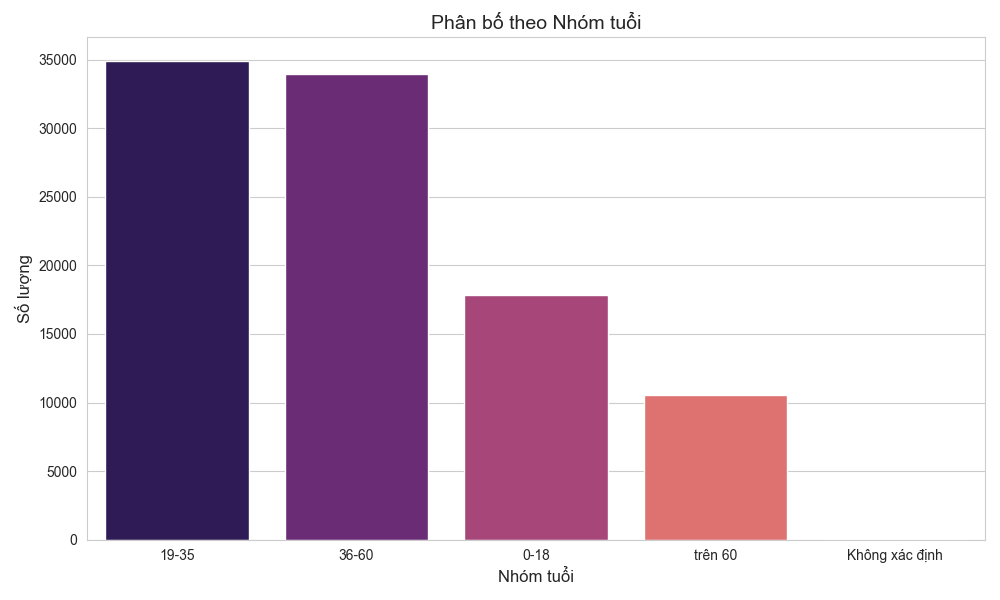 Phân bố theo Nhóm tuổi
35000
30000
25000
20000
15000
10000
5000
0
Số lượng
19-35 36-60 0-18 trên 60 Không xác định
Nhóm tuổi